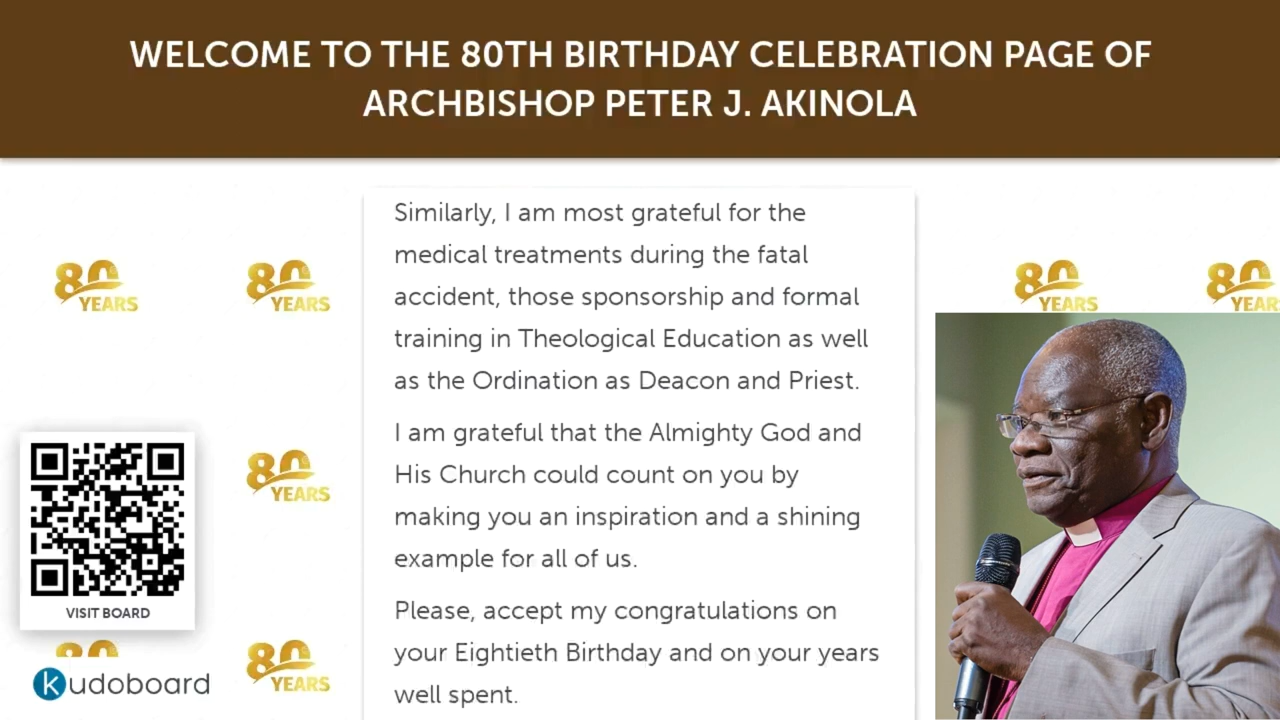 WELCOME TO THE 80TH BIRTHDAY CELEBRATION PAGE OF
ARCHBISHOP PETER J. AKINOLA
Similarly, I am most grateful for the
medical treatments during the fatal
accident, those sponsorship and formal
training in Theological Education as well
as the Ordination as Deacon and Priest.
I am grateful that the Almighty God and
His Church could count on you by
making you an inspiration and a shining
example for all of us.
Please, accept my congratulations on
your Eightieth Birthday and on your years
well spent.
80
YEARS
80
YEARS
80
YEARS
80
YEARS
80
YEARS
VISIT BOARD
80
80
YEARS
kudoboard